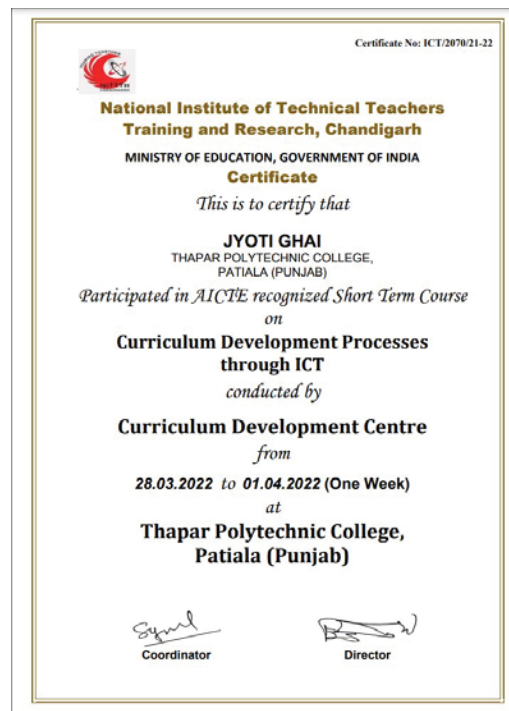 Certificate No: ICT/2070/21-22
National Institute of Technical Teachers
Training and Research, Chandigarh
MINISTRY OF EDUCATION, GOVERNMENT OF INDIA
Certificate
This is to certify that
JYOTI GHAI
THAPAR POLYTECHNIC COLLEGE,
PATIALA (PUNJAB)
Participated in AICTE recognized Short Term Course
on
Curriculum Development Processes
through ICT
conducted by
Curriculum Development Centre
from
28.03.2022 to 01.04.2022 (One Week)
at
Thapar Polytechnic College,
Patiala (Punjab)
Coordinator
Director